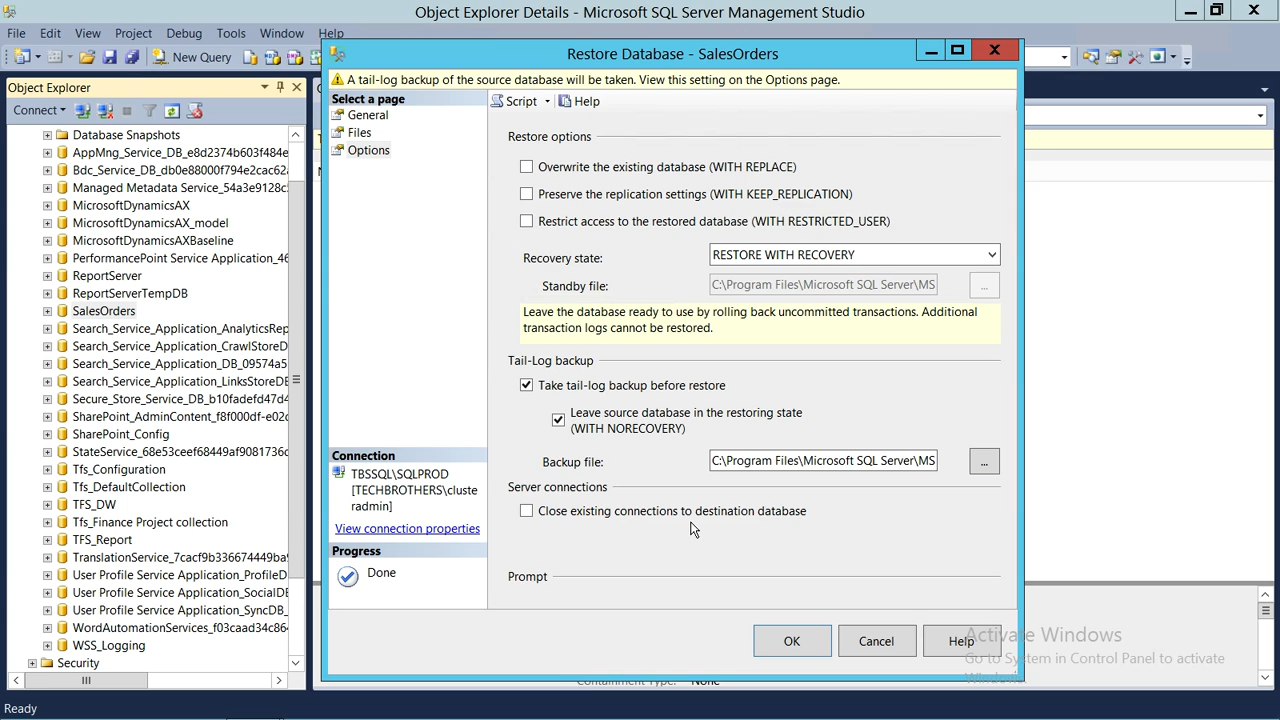 Object Explorer Details - Microsoft SQL Server Management Studio
File Edit View Project Debug Tools Window Help
New Query
Object Explorer
Connect
Database Snapshots
AppMng_Service_DB_e8d2374b603f484e
Bdc_Service_DB_db0e88000f794e2cac62
Managed Metadata Service_54a3e9128c
MicrosoftDynamicsAX
MicrosoftDynamicsAX_model
MicrosoftDynamicsAXBaseline
PerformancePoint Service Application_46
ReportServer
ReportServerTempDB
SalesOrders
Search_Service_Application_AnalyticsRep
Search_Service_Application_CrawlStoreD
Search_Service_Application_DB_09574a5
Search_Service_Application_LinksStoreDB
Secure_Store_Service_DB_b10fadefd47d4
SharePoint_AdminContent_f8f000df-e02c
SharePoint_Config
StateService_68e53ceef68449af9081736c
Tfs_Configuration
Tfs_DefaultCollection
TFS_DW
Tfs_Finance Project collection
TFS_Report
TranslationService_7cacf9b336674449ba
User Profile Service Application_ProfileD
User Profile Service Application_SocialDB
User Profile Service Application_SyncDB_
WordAutomationServices_f03caad34c86
WSS_Logging
Security
Ready
Restore Database - SalesOrders
A tail-log backup of the source database will be taken. View this setting on the Options page.
Select a page
General
Files
Options
Connection
TBSSQL\SQLPROD
[TECHBROTHERS\cluste
radmin]
View connection properties
Progress
Done
Script Help
Restore options
Overwrite the existing database (WITH REPLACE)
Preserve the replication settings (WITH KEEP_REPLICATION)
Restrict access to the restored database (WITH RESTRICTED_USER)
Recovery state: RESTORE WITH RECOVERY
Standby file: C:\Program Files\Microsoft SQL Server\MS ...
Leave the database ready to use by rolling back uncommitted transactions. Additional
transaction logs cannot be restored.
Tail-Log backup
Take tail-log backup before restore
Leave source database in the restoring state
(WITH NORECOVERY)
Backup file: C:\Program Files\Microsoft SQL Server\MS ...
Server connections
Close existing connections to destination database
Prompt
OK Cancel Help
Activate Windows
Go to System in Control Panel to activate
Windows.
Containment Type: None